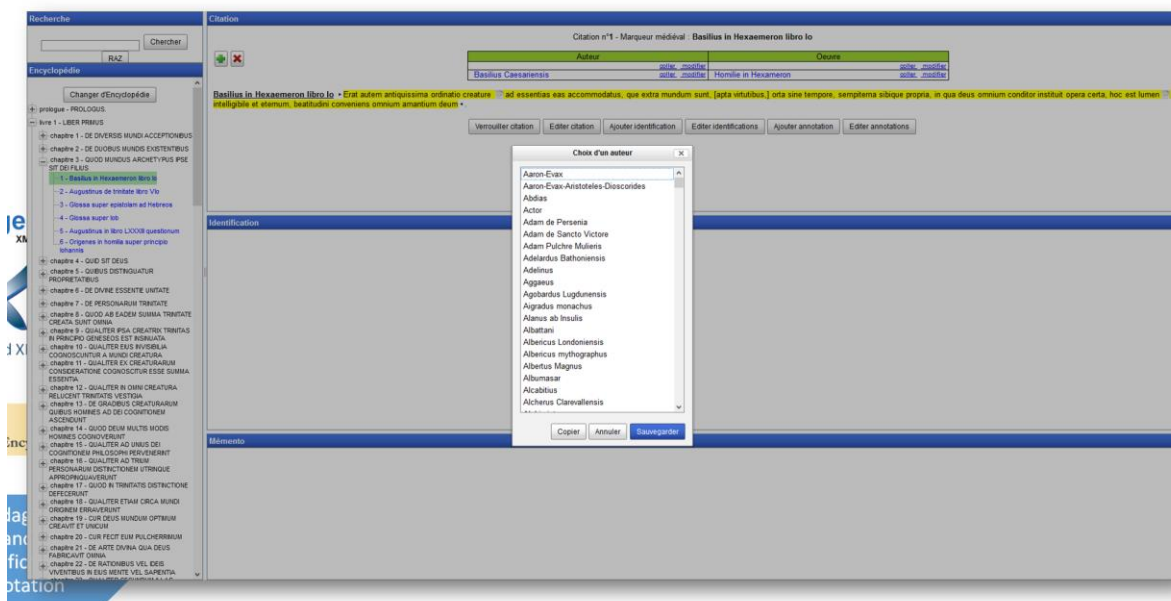 Recherche
Chercher
RAZ
Encyclopédie
Changer d'Encyclopédie
prologue - PROLOGUS
livre 1 - LIBER PRIMUS
chapitre 1 - DE DIVERSIS MUNDI ACCEPTIONIBUS
chapitre 2 - DE DUOBUS MUNDIS EXISTENTIBUS
chapitre 3 - QUOD MUNDUS ARCHETYPUS IPSE
SIT DEI FILIUS
1 - Basilius in Hexaemeron libro Io
2 - Augustinus de trinitate libro VIo
3 - Glossa super epistolam ad Hebreos
4 - Glossa super Iob
5 - Augustinus in libro LXXXIII questionum
6 - Origenes in homilia super principio
Iohannis
chapitre 4 - QUID SIT DEUS
chapitre 5 - QUIBUS DISTINGUATUR
PROPRIETATIBUS
chapitre 6 - DE DIVINE ESSENTIE UNITATE
chapitre 7 - DE PERSONARUM TRINITATE
chapitre 8 - QUOD AB EADEM SUMMA TRINITATE
CREATA SUNT OMNIA
chapitre 9 - QUALITER IPSA CREATRIX TRINITAS
IN PRINCIPIO GENESEOS EST INSINUATA
chapitre 10 - QUALITER EIUS INVISIBILIA
COGNOSCUNTUR A MUNDI CREATURA
chapitre 11 - QUALITER EX CREATURARUM
CONSIDERATIONE COGNOSCITUR ESSE SUMMA
ESSENTIA
chapitre 12 - QUALITER IN OMNI CREATURA
RELUCENT TRINITATIS VESTIGIA
chapitre 13 - DE GRADIBUS CREATURARUM
QUIBUS HOMINES AD DEI COGNITIONEM
ASCENDUNT
chapitre 14 - QUOD DEUM MULTIS MODIS
HOMINES COGNOVERUNT
chapitre 15 - QUALITER AD UNIUS DEI
COGNITIONEM PHILOSOPHI PERVENERINT
chapitre 16 - QUALITER AD TRIUM
PERSONARUM DISTINCTIONEM UTRINQUE
APPROPINQUAVERUNT
chapitre 17 - QUOD IN TRINITATIS DISTINCTIONE
DEFECERUNT
chapitre 18 - QUALITER ETIAM CIRCA MUNDI
ORIGINEM ERRAVERUNT
chapitre 19 - CUR DEUS MUNDUM OPTIMUM
CREAVIT ET UNICUM
chapitre 20 - CUR FECIT EUM PULCHERRIMUM
chapitre 21 - DE ARTE DIVINA QUA DEUS
FABRICAVIT OMNIA
chapitre 22 - DE RATIONIBUS VEL IDEIS
VIVENTIBUS IN EIUS MENTE VEL SAPIENTIA
Citation
Citation n°1 - Marqueur médiéval : Basilius in Hexaemeron libro Io
Auteur Oeuvre
coller modifier coller modifier
Basilius Caesariensis coller modifier Homilie in Hexameron coller modifier
Basilius in Hexaemeron libro Io • Erat autem antiquissima ordinatio creature ad essentias eas accommodatus, que extra mundum sunt, [apta virtutibus,] orta sine tempore, sempiterna sibique propria, in qua deus omnium conditor instituit opera certa, hoc est lumen
intelligibile et eternum, beatitudini conveniens omnium amantium deum •
Verrouiller citation Editer citation Ajouter identification Editer identifications Ajouter annotation Editer annotations
Choix d'un auteur
Aaron-Evax
Aaron-Evax-Aristoteles-Dioscorides
Abdias
Actor
Adam de Persenia
Adam de Sancto Victore
Adam Pulchre Mulieris
Adelardus Bathoniensis
Adelinus
Aggaeus
Agobardus Lugdunensis
Aigradus monachus
Alanus ab Insulis
Albattani
Albericus Londoniensis
Albericus mythographus
Albertus Magnus
Albumasar
Alcabitius
Alcherus Clarevallensis
Copier Annuler Sauvegarder
Identification
Mémento